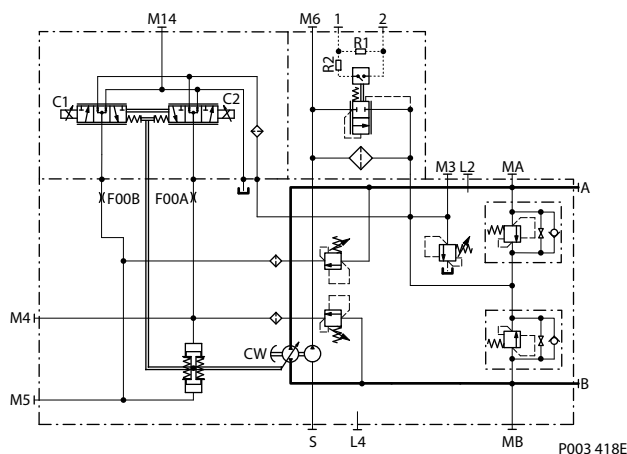 M14 M6 1 2
R1
R2
C1 C2
M3 L2 MA
A
F00B F00A
M4
CW
B
M5
S L4 MB
P003 418E